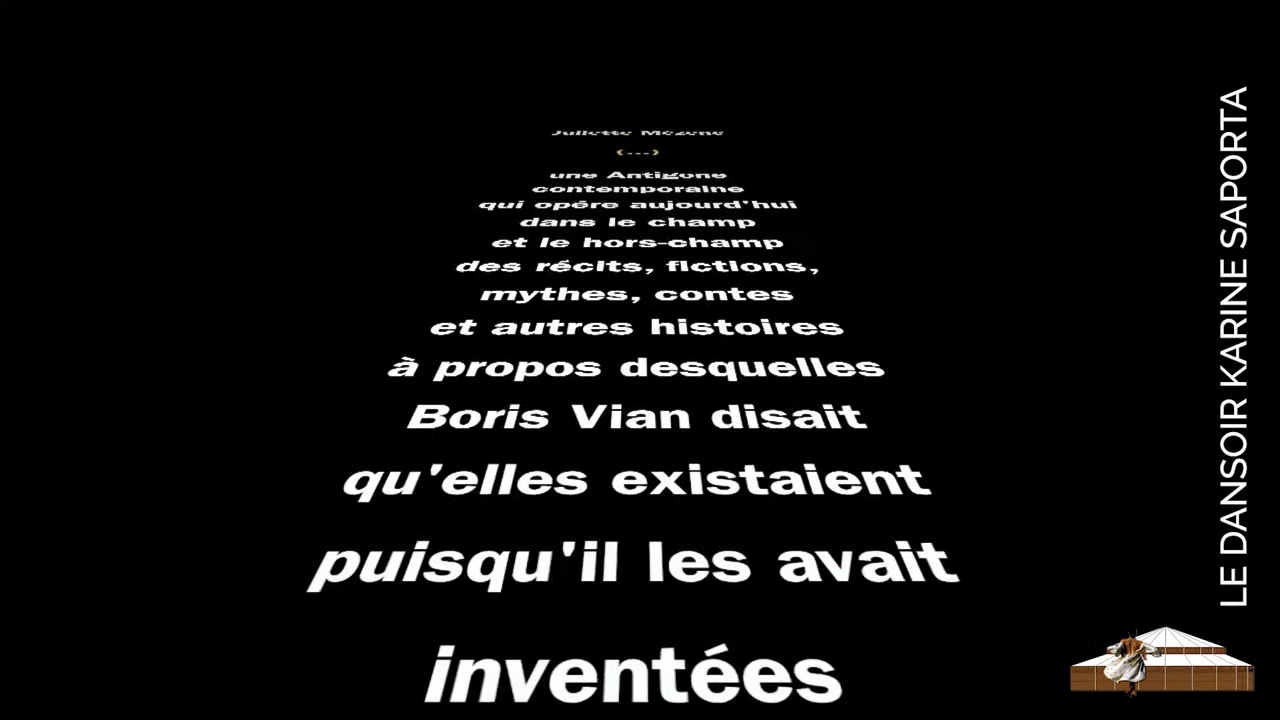 Juliette Mézenc
(...)
une Antigone
contemporaine
qui opère aujourd'hui
dans le champ
et le hors-champ
des récits, fictions,
mythes, contes
et autres histoires
à propos desquelles
Boris Vian disait
qu'elles existaient
puisqu'il les avait
inventées
LE DANSOIR KARINE SAPORTA